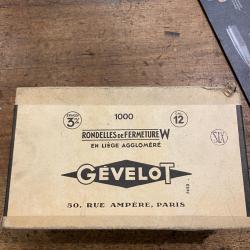 1000
3%
12
RONDELLES DE FERMETURE W
EN LIÈGE AGGLOMÉRÉ
GÉVELOT
50, RUE AMPÈRE, PARIS